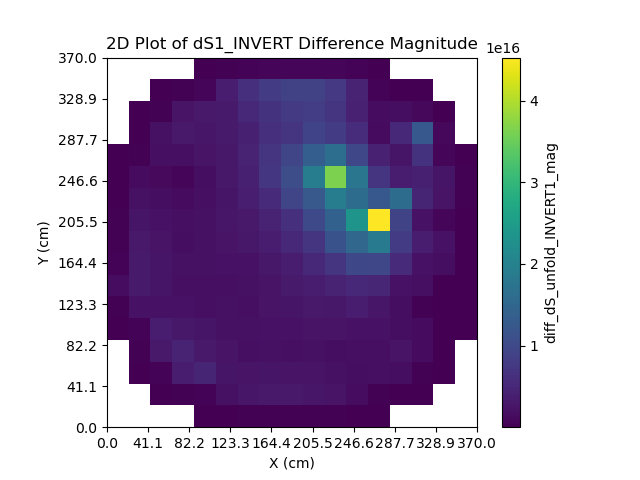 2D Plot of dS1_INVERT Difference Magnitude
1e16
370.0
328.9
287.7
246.6
205.5
164.4
123.3
82.2
41.1
0.0
Y (cm)
0.0 41.1 82.2 123.3 164.4 205.5 246.6 287.7 328.9 370.0
X (cm)
4
3
2
1
diff_dS_unfold_INVERT1_mag